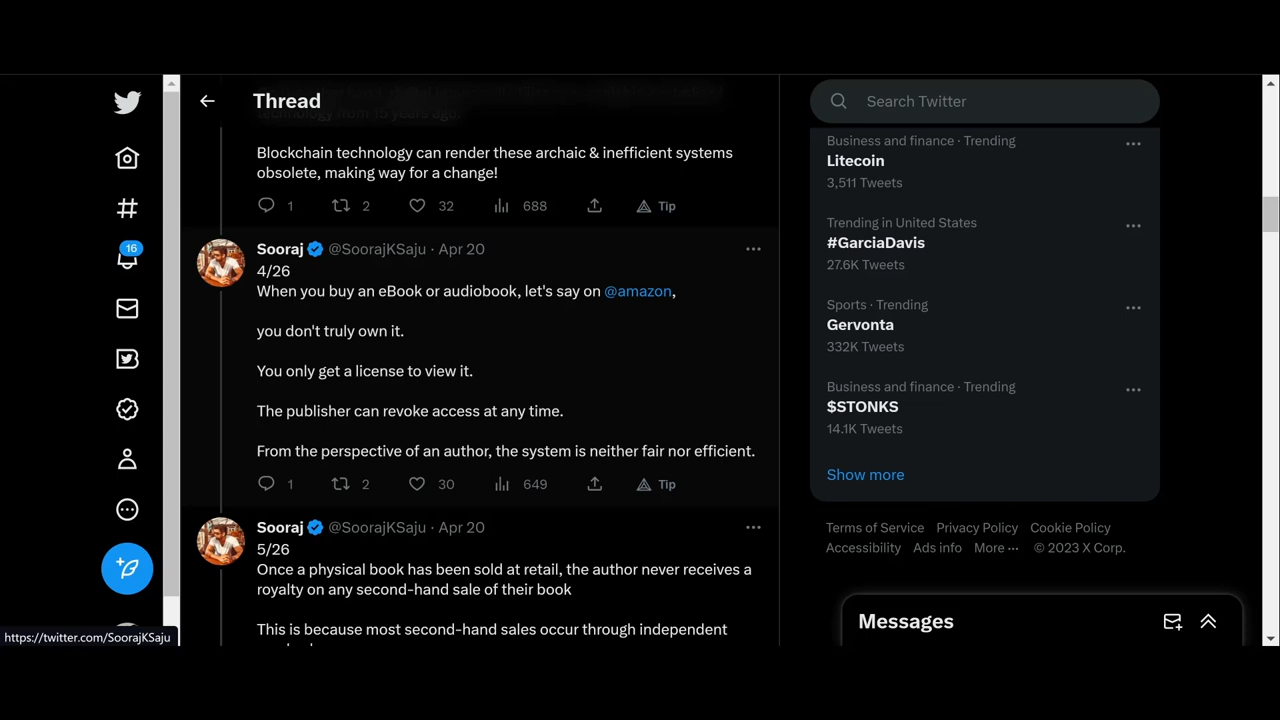 Thread
technology from 15 years ago.
Blockchain technology can render these archaic & inefficient systems
obsolete, making way for a change!
1 2 32 688 Tip
Sooraj @SoorajKSaju · Apr 20
4/26
When you buy an eBook or audiobook, let's say on @amazon,
you don't truly own it.
You only get a license to view it.
The publisher can revoke access at any time.
From the perspective of an author, the system is neither fair nor efficient.
1 2 30 649 Tip
Sooraj @SoorajKSaju · Apr 20
5/26
Once a physical book has been sold at retail, the author never receives a
royalty on any second-hand sale of their book
This is because most second-hand sales occur through independent
16
https://twitter.com/SoorajKSaju
Search Twitter
Business and finance · Trending
Litecoin
3,511 Tweets
Trending in United States
#GarciaDavis
27.6K Tweets
Sports · Trending
Gervonta
332K Tweets
Business and finance · Trending
$STONKS
14.1K Tweets
Show more
Terms of Service Privacy Policy Cookie Policy
Accessibility Ads info More ··· © 2023 X Corp.
Messages